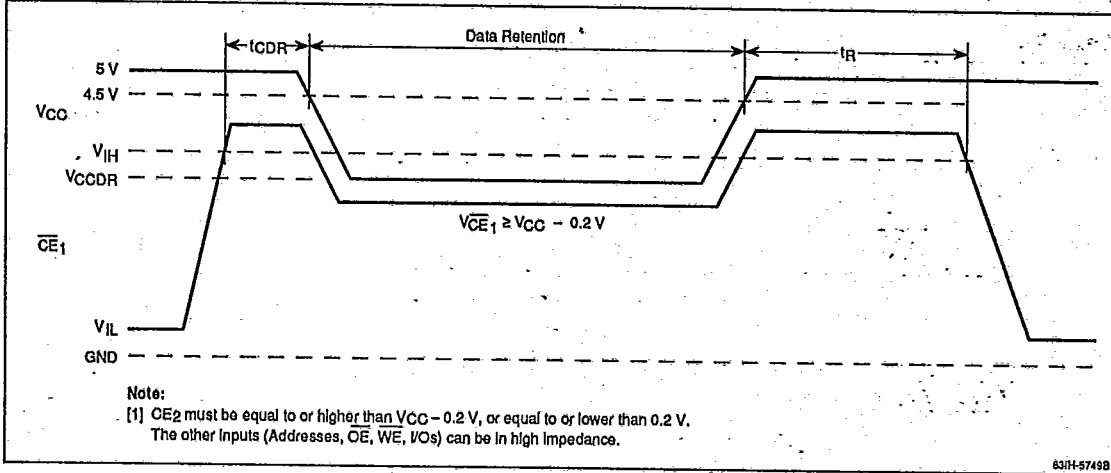 tCDR
Data Retention
tR
5 V
4.5 V
VCC
VIH
VCCDR
VCE1 ≥ VCC – 0.2 V
CE1
VIL
GND
Note:
[1] CE2 must be equal to or higher than VCC – 0.2 V, or equal to or lower than 0.2 V.
The other inputs (Addresses, OE, WE, I/Os) can be in high impedance.
83IH-5749B